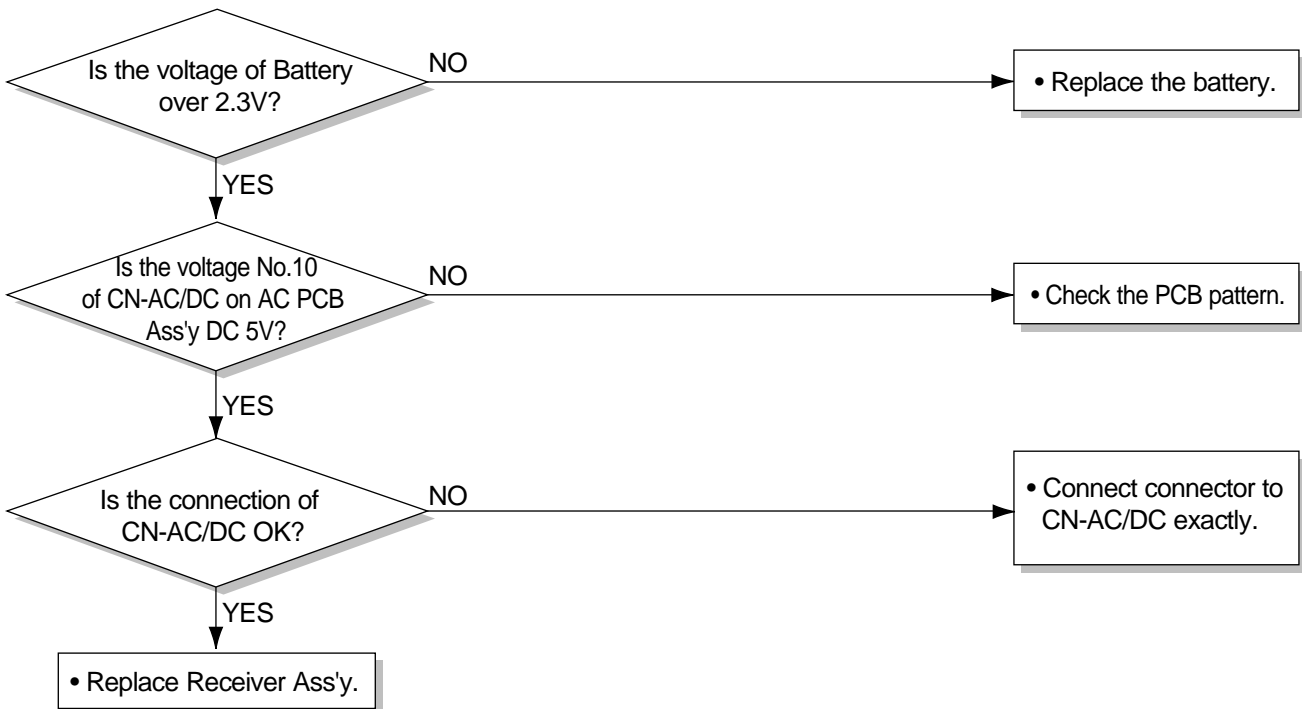 Is the voltage of Battery
over 2.3V?
NO
• Replace the battery.
YES
Is the voltage No.10
of CN-AC/DC on AC PCB
Ass'y DC 5V?
NO
• Check the PCB pattern.
YES
Is the connection of
CN-AC/DC OK?
NO
• Connect connector to
CN-AC/DC exactly.
YES
• Replace Receiver Ass'y.